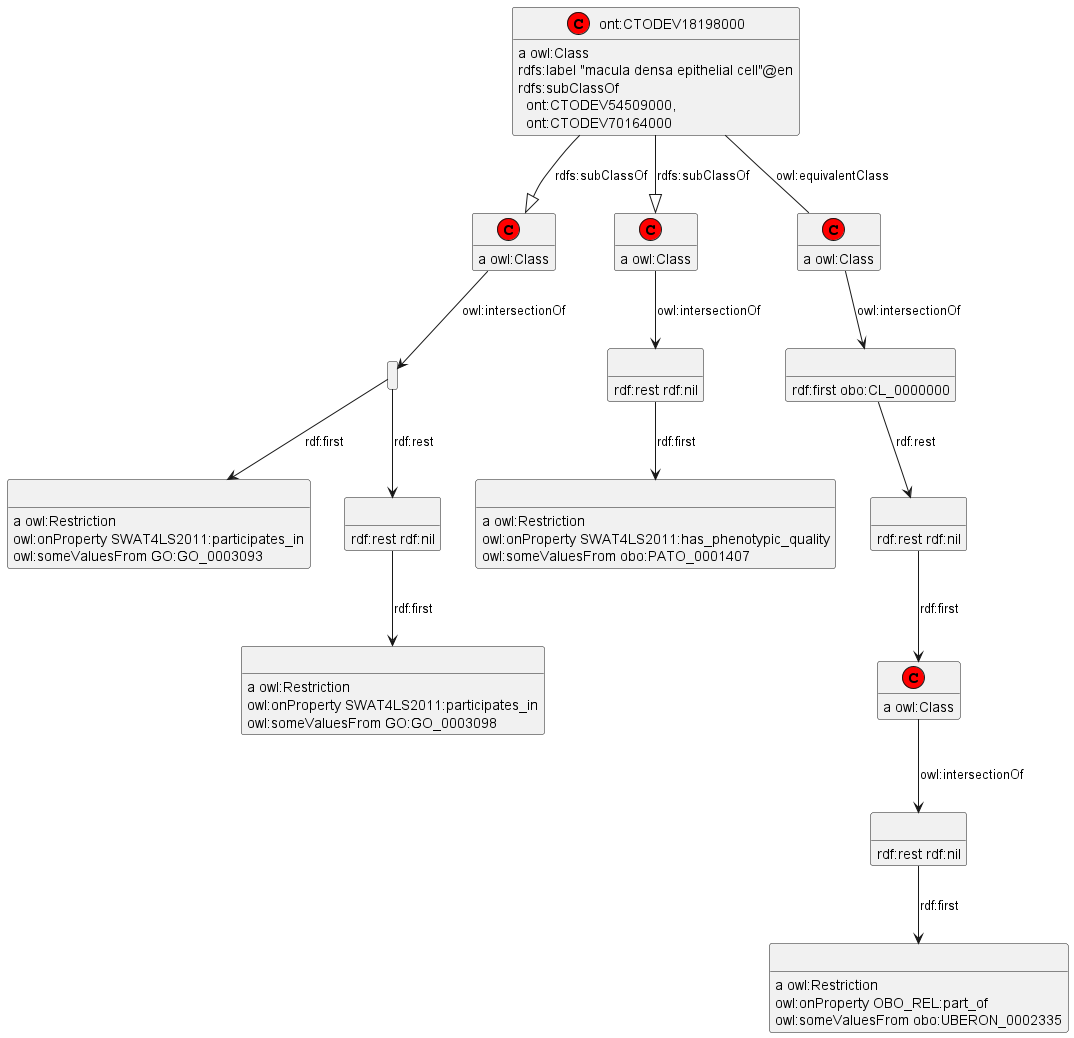 C ont:CTODEV18198000
a owl:Class
rdfs:label "macula densa epithelial cell"@en
rdfs:subClassOf
ont:CTODEV54509000,
ont:CTODEV70164000
rdfs:subClassOf
rdfs:subClassOf
owl:equivalentClass
C
a owl:Class
C
a owl:Class
C
a owl:Class
owl:intersectionOf
owl:intersectionOf
owl:intersectionOf
rdf:rest rdf:nil
rdf:first obo:CL_0000000
rdf:first
rdf:rest
rdf:first
rdf:rest
a owl:Restriction
owl:onProperty SWAT4LS2011:participates_in
owl:someValuesFrom GO:GO_0003093
rdf:rest rdf:nil
a owl:Restriction
owl:onProperty SWAT4LS2011:has_phenotypic_quality
owl:someValuesFrom obo:PATO_0001407
rdf:rest rdf:nil
rdf:first
rdf:first
a owl:Restriction
owl:onProperty SWAT4LS2011:participates_in
owl:someValuesFrom GO:GO_0003098
C
a owl:Class
owl:intersectionOf
rdf:rest rdf:nil
rdf:first
a owl:Restriction
owl:onProperty OBO_REL:part_of
owl:someValuesFrom obo:UBERON_0002335